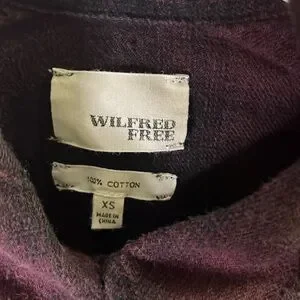 WILFRED
FREE
100% COTTON
XS
MADE IN
CHINA